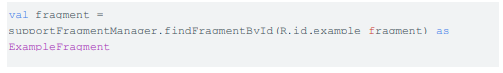 val fragment =
supportFragmentManager.findFragmentById(R.id.example_fragment) as
ExampleFragment